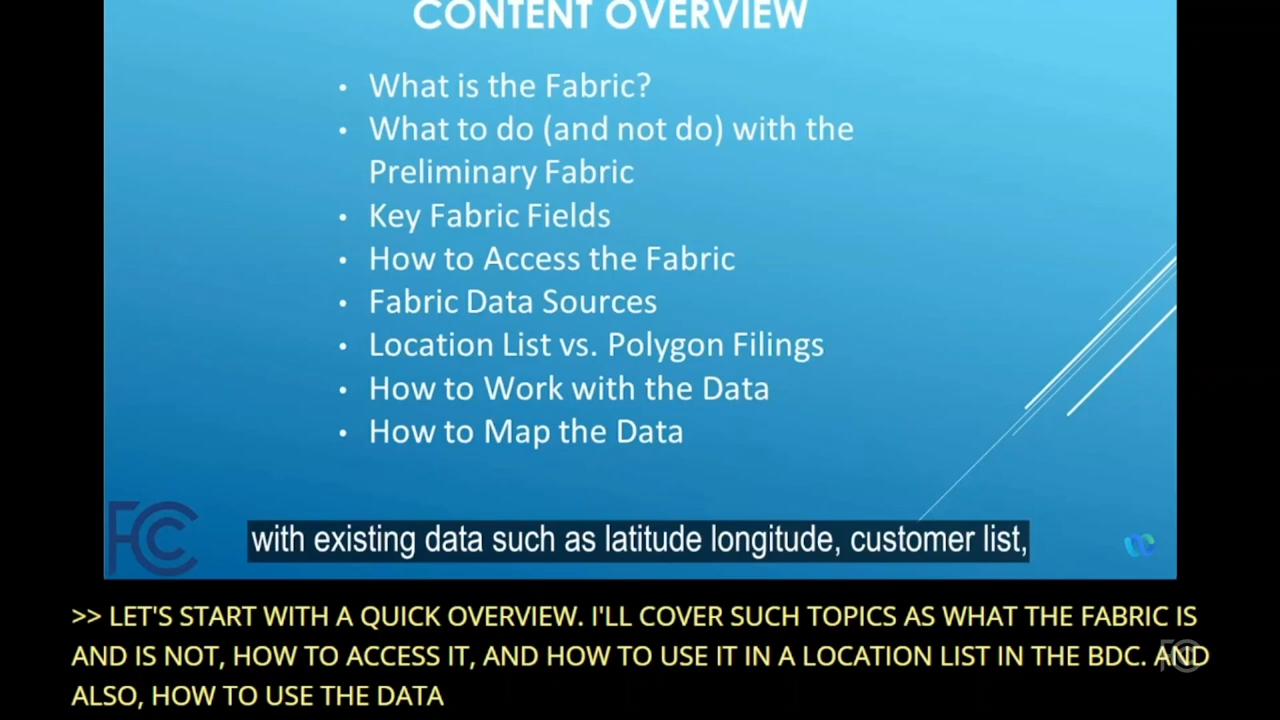 CONTENT OVERVIEW
• What is the Fabric?
• What to do (and not do) with the
Preliminary Fabric
• Key Fabric Fields
• How to Access the Fabric
• Fabric Data Sources
• Location List vs. Polygon Filings
• How to Work with the Data
• How to Map the Data
FCC
with existing data such as latitude longitude, customer list,
>> LET'S START WITH A QUICK OVERVIEW. I'LL COVER SUCH TOPICS AS WHAT THE FABRIC IS
AND IS NOT, HOW TO ACCESS IT, AND HOW TO USE IT IN A LOCATION LIST IN THE BDC. AND
FCC
ALSO, HOW TO USE THE DATA